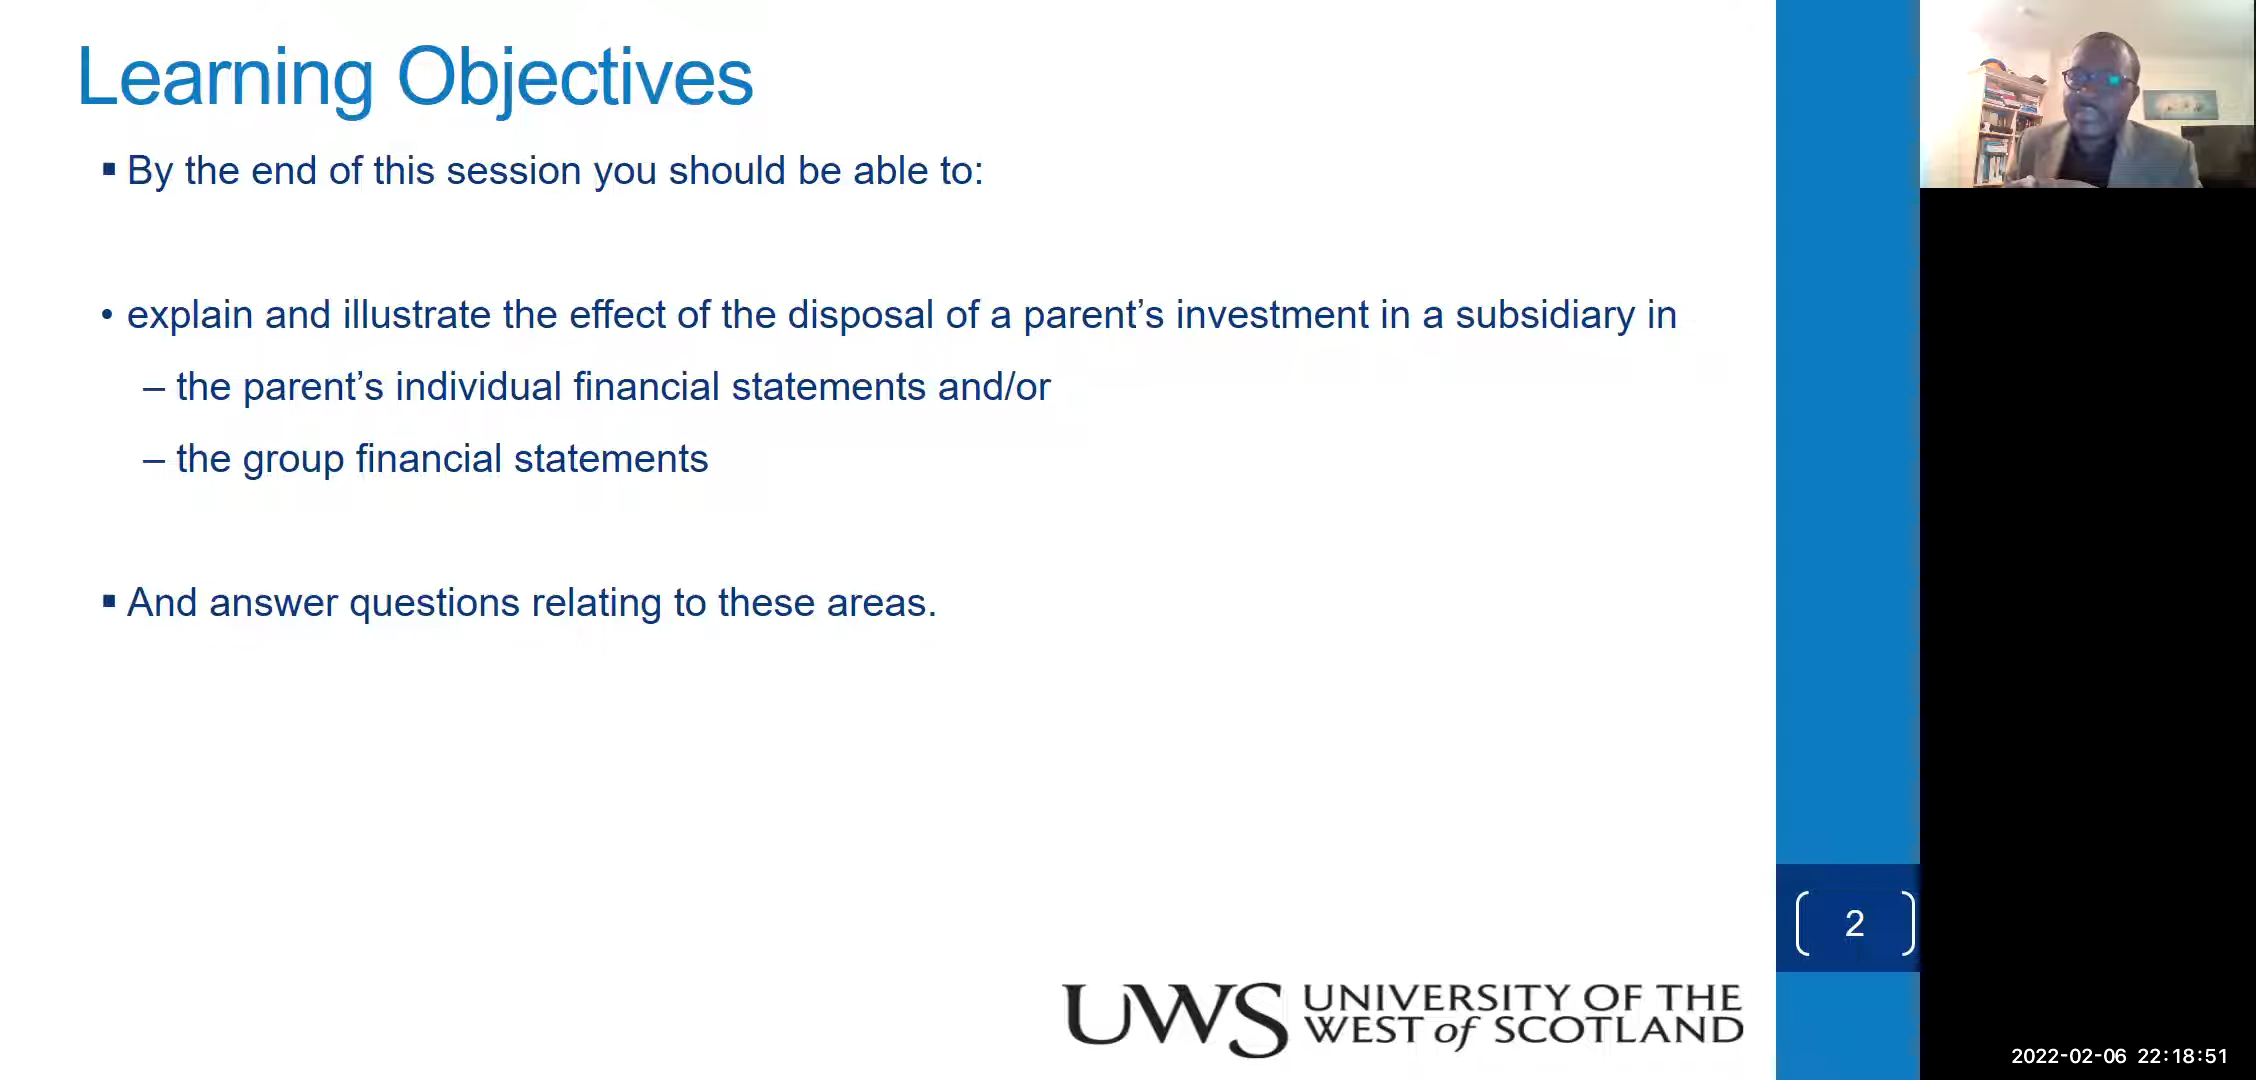 Learning Objectives
▪ By the end of this session you should be able to:
• explain and illustrate the effect of the disposal of a parent’s investment in a subsidiary in
– the parent’s individual financial statements and/or
– the group financial statements
▪ And answer questions relating to these areas.
2
UWS UNIVERSITY OF THE
WEST of SCOTLAND
2022-02-06 22:18:51